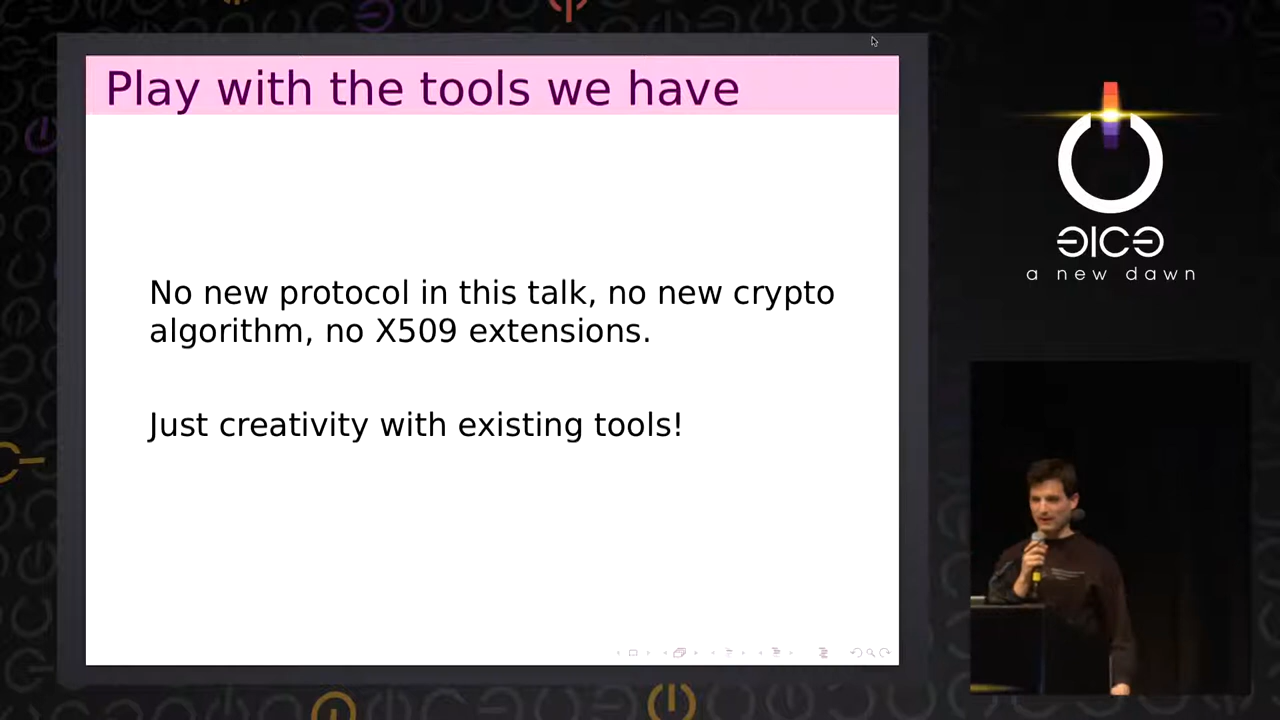 Play with the tools we have
No new protocol in this talk, no new crypto
algorithm, no X509 extensions.
Just creativity with existing tools!
a new dawn